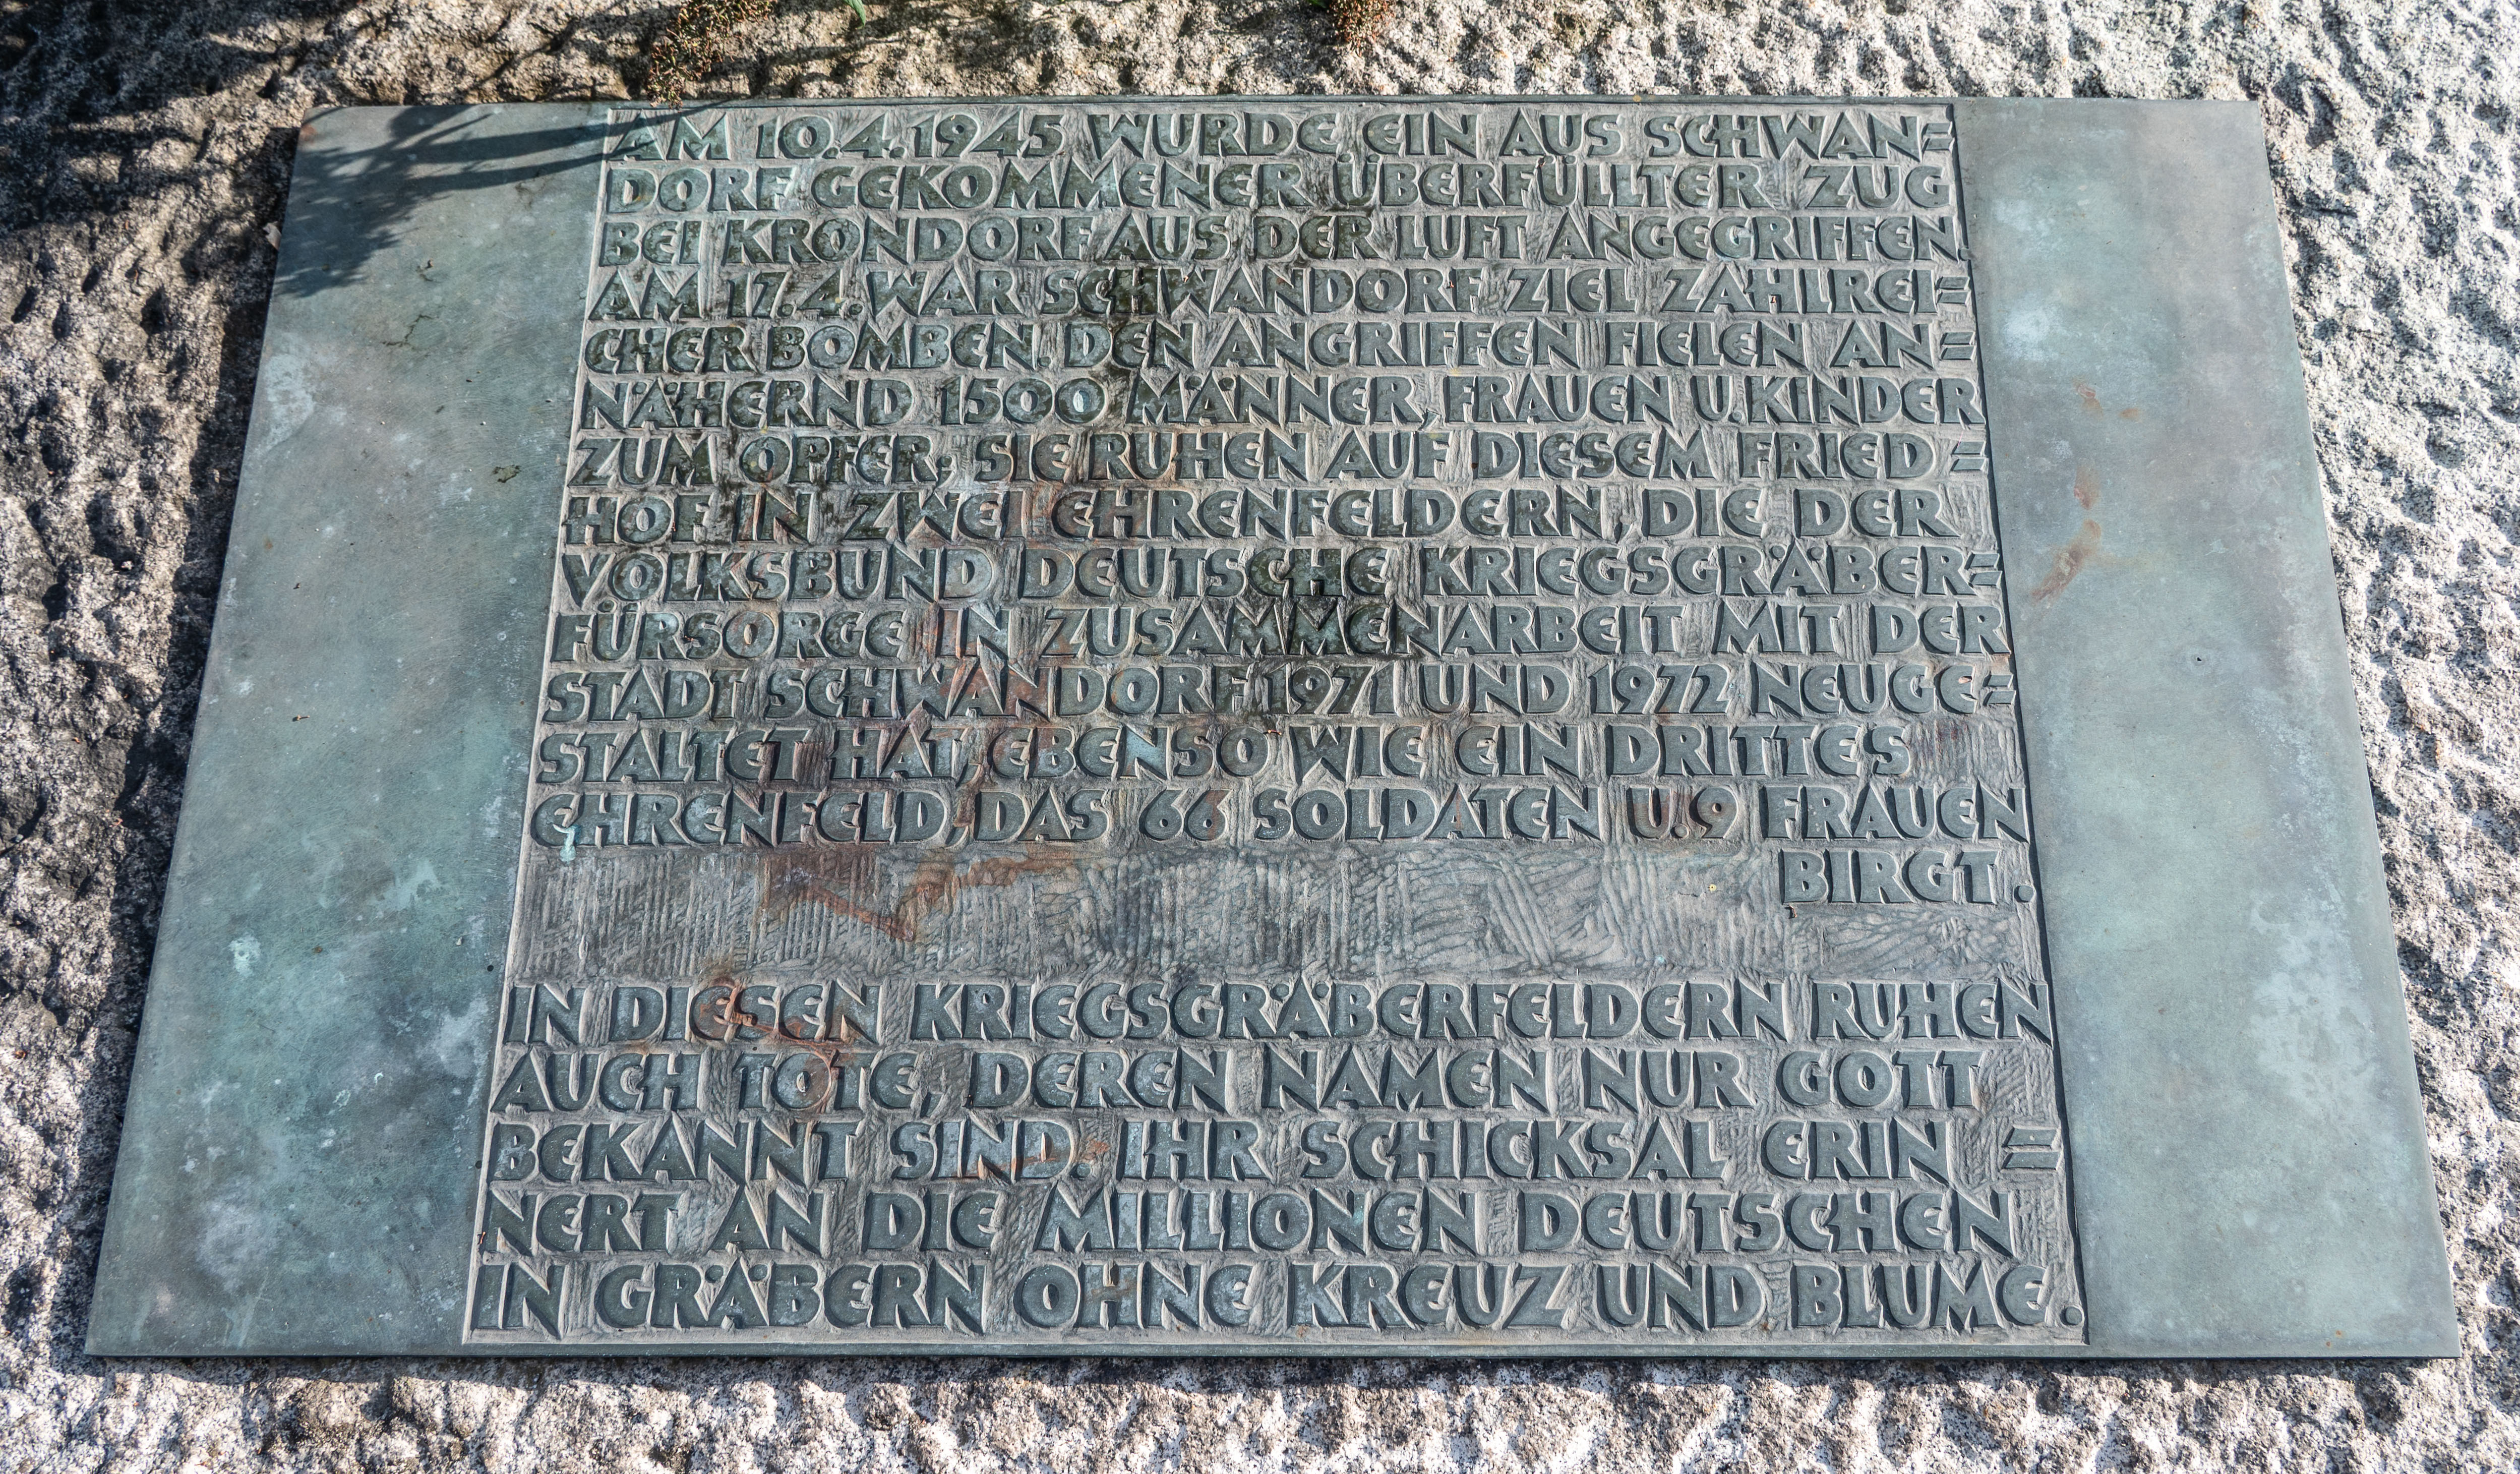 AM 10.4.1945 WURDE EIN AUS SCHWAN=
DORF GEKOMMENER ÜBERFÜLLTER ZUG
BEI KRONDORF AUS DER LUFT ANGEGRIFFEN.
AM 17.4. WAR SCHWANDORF ZIEL ZAHLREI=
CHER BOMBEN. DEN ANGRIFFEN FIELEN AN=
NÄHERND 1500 MÄNNER, FRAUEN U. KINDER
ZUM OPFER; SIE RUHEN AUF DIESEM FRIED=
HOF IN ZWEI EHRENFELDERN, DIE DER
VOLKSBUND DEUTSCHE KRIEGSGRÄBER=
FÜRSORGE IN ZUSAMMENARBEIT MIT DER
STADT SCHWANDORF 1971 UND 1972 NEUGE=
STALTET HAT, EBENSO WIE EIN DRITTES
EHRENFELD, DAS 66 SOLDATEN U. 9 FRAUEN
BIRGT.
IN DIESEN KRIEGSGRÄBERFELDERN RUHEN
AUCH TOTE, DEREN NAMEN NUR GOTT
BEKANNT SIND. IHR SCHICKSAL ERIN=
NERT AN DIE MILLIONEN DEUTSCHEN
IN GRÄBERN OHNE KREUZ UND BLUME.